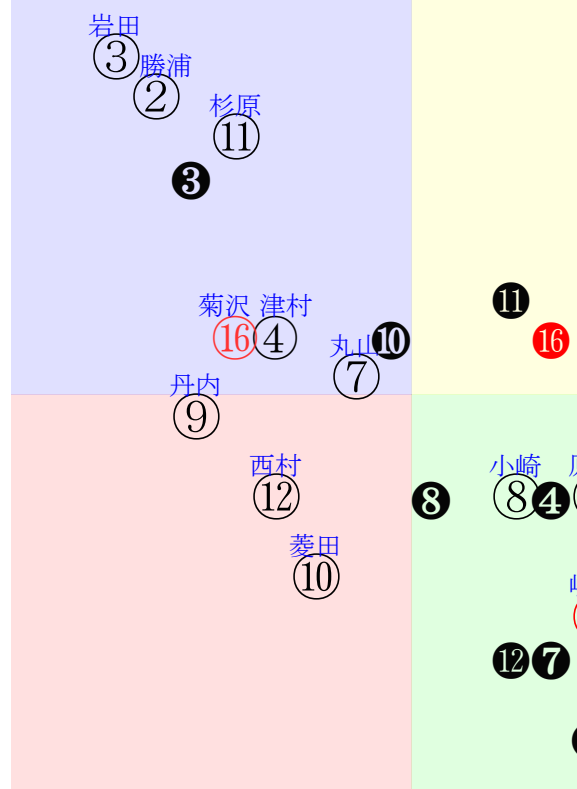 岩田
③
勝浦
②
杉原
⑪
❸
菊沢 津村
⑯ ④
⓫
丸山 ❿
⑦
⓰
丹内
⑨
西村
⑫
小崎
❽ ⑧ ❹
菱田
⑩
⓬ ❼